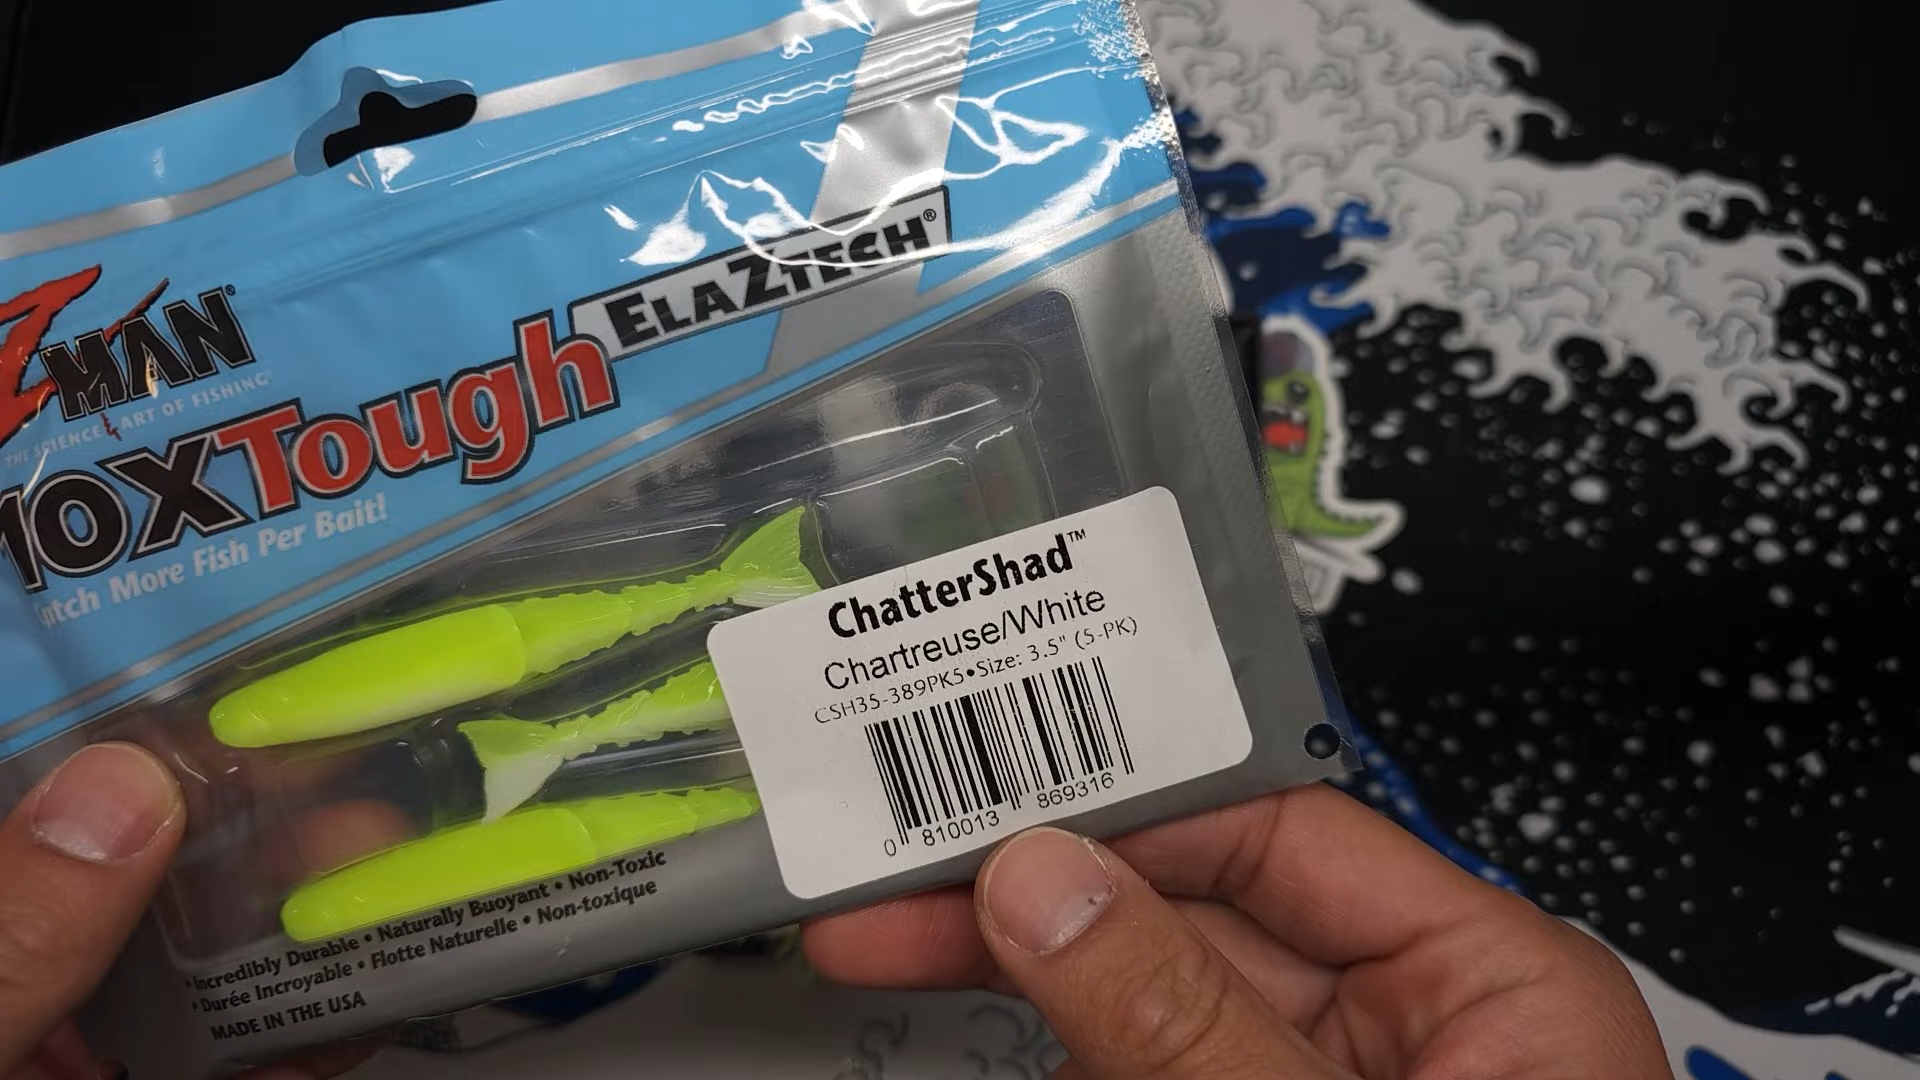 ZMAN®
THE SCIENCE & ART OF FISHING®
10X Tough
ELAZTECH®
Catch More Fish Per Bait!
ChatterShad™
Chartreuse/White
CSH35-389PK5•Size: 3.5" (5-PK)
0 810013 869316
• Incredibly Durable • Naturally Buoyant • Non-Toxic
• Durée Incroyable • Flotte Naturelle • Non-toxique
MADE IN THE USA